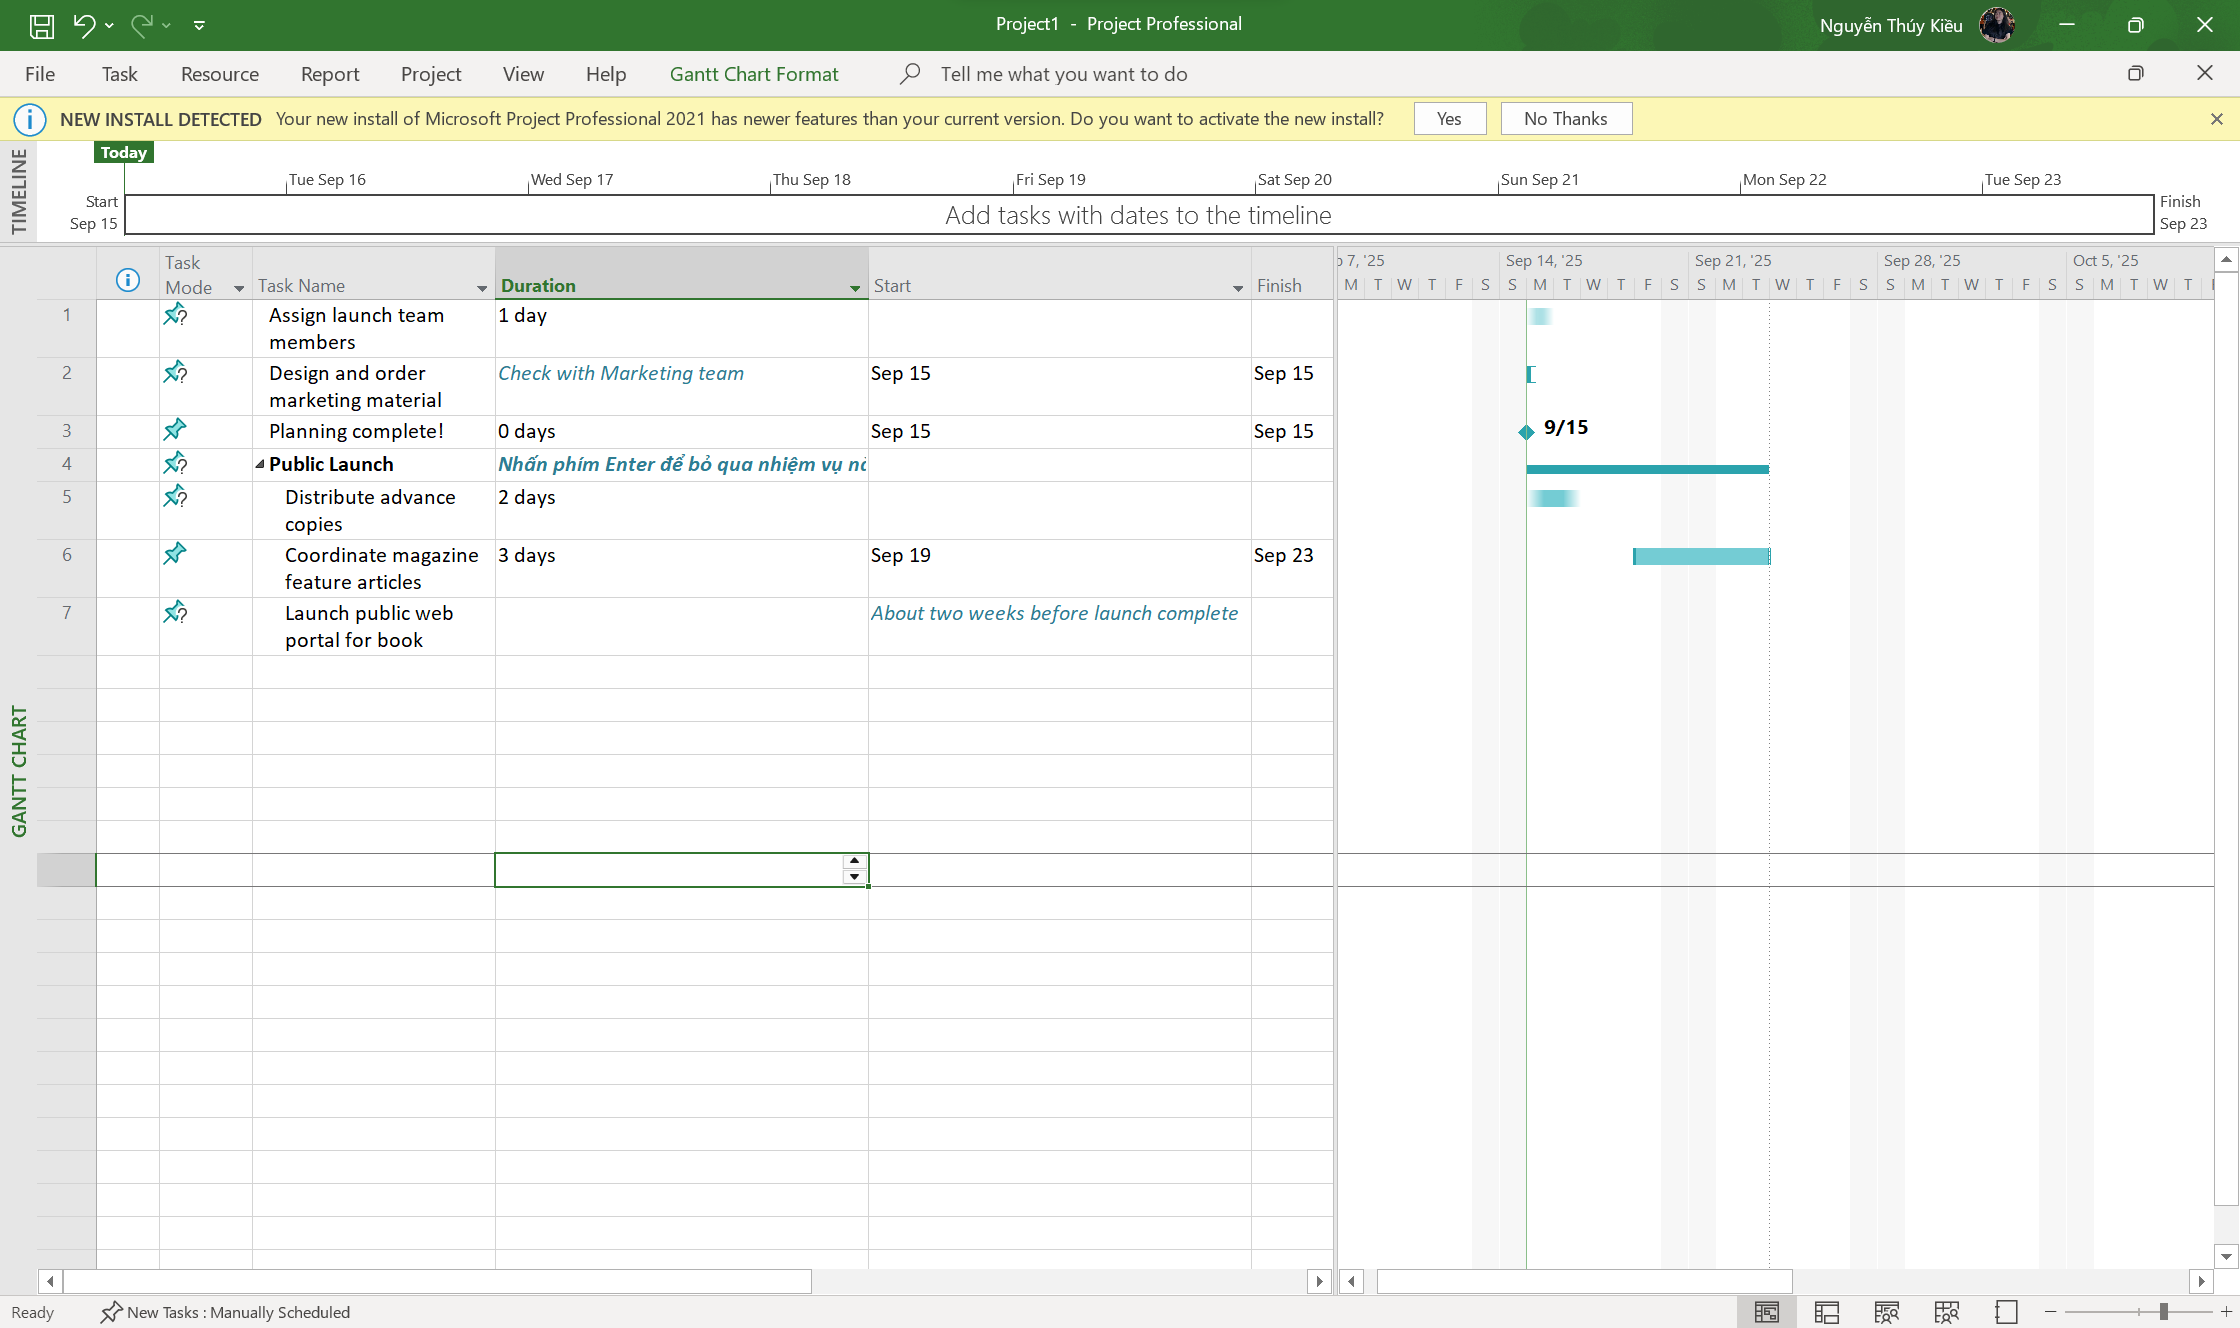 Project1 - Project Professional
Nguyễn Thúy Kiều
File Task Resource Report Project View Help Gantt Chart Format Tell me what you want to do
NEW INSTALL DETECTED Your new install of Microsoft Project Professional 2021 has newer features than your current version. Do you want to activate the new install? Yes No Thanks
TIMELINE
Today
Tue Sep 16 Wed Sep 17 Thu Sep 18 Fri Sep 19 Sat Sep 20 Sun Sep 21 Mon Sep 22 Tue Sep 23
Start
Sep 15
Add tasks with dates to the timeline
Finish
Sep 23
GANTT CHART
Task
Mode Task Name Duration Start Finish
7, '25 Sep 14, '25 Sep 21, '25 Sep 28, '25 Oct 5, '25
M T W T F S S M T W T F S S M T W T F S S M T W T F S S M T W T
1 Assign launch team 1 day
members
2 Design and order Check with Marketing team Sep 15 Sep 15
marketing material
3 Planning complete! 0 days Sep 15 Sep 15
9/15
4 Public Launch Nhấn phím Enter để bỏ qua nhiệm vụ
5 Distribute advance 2 days
copies
6 Coordinate magazine 3 days Sep 19 Sep 23
feature articles
7 Launch public web About two weeks before launch complete
portal for book
Ready New Tasks : Manually Scheduled